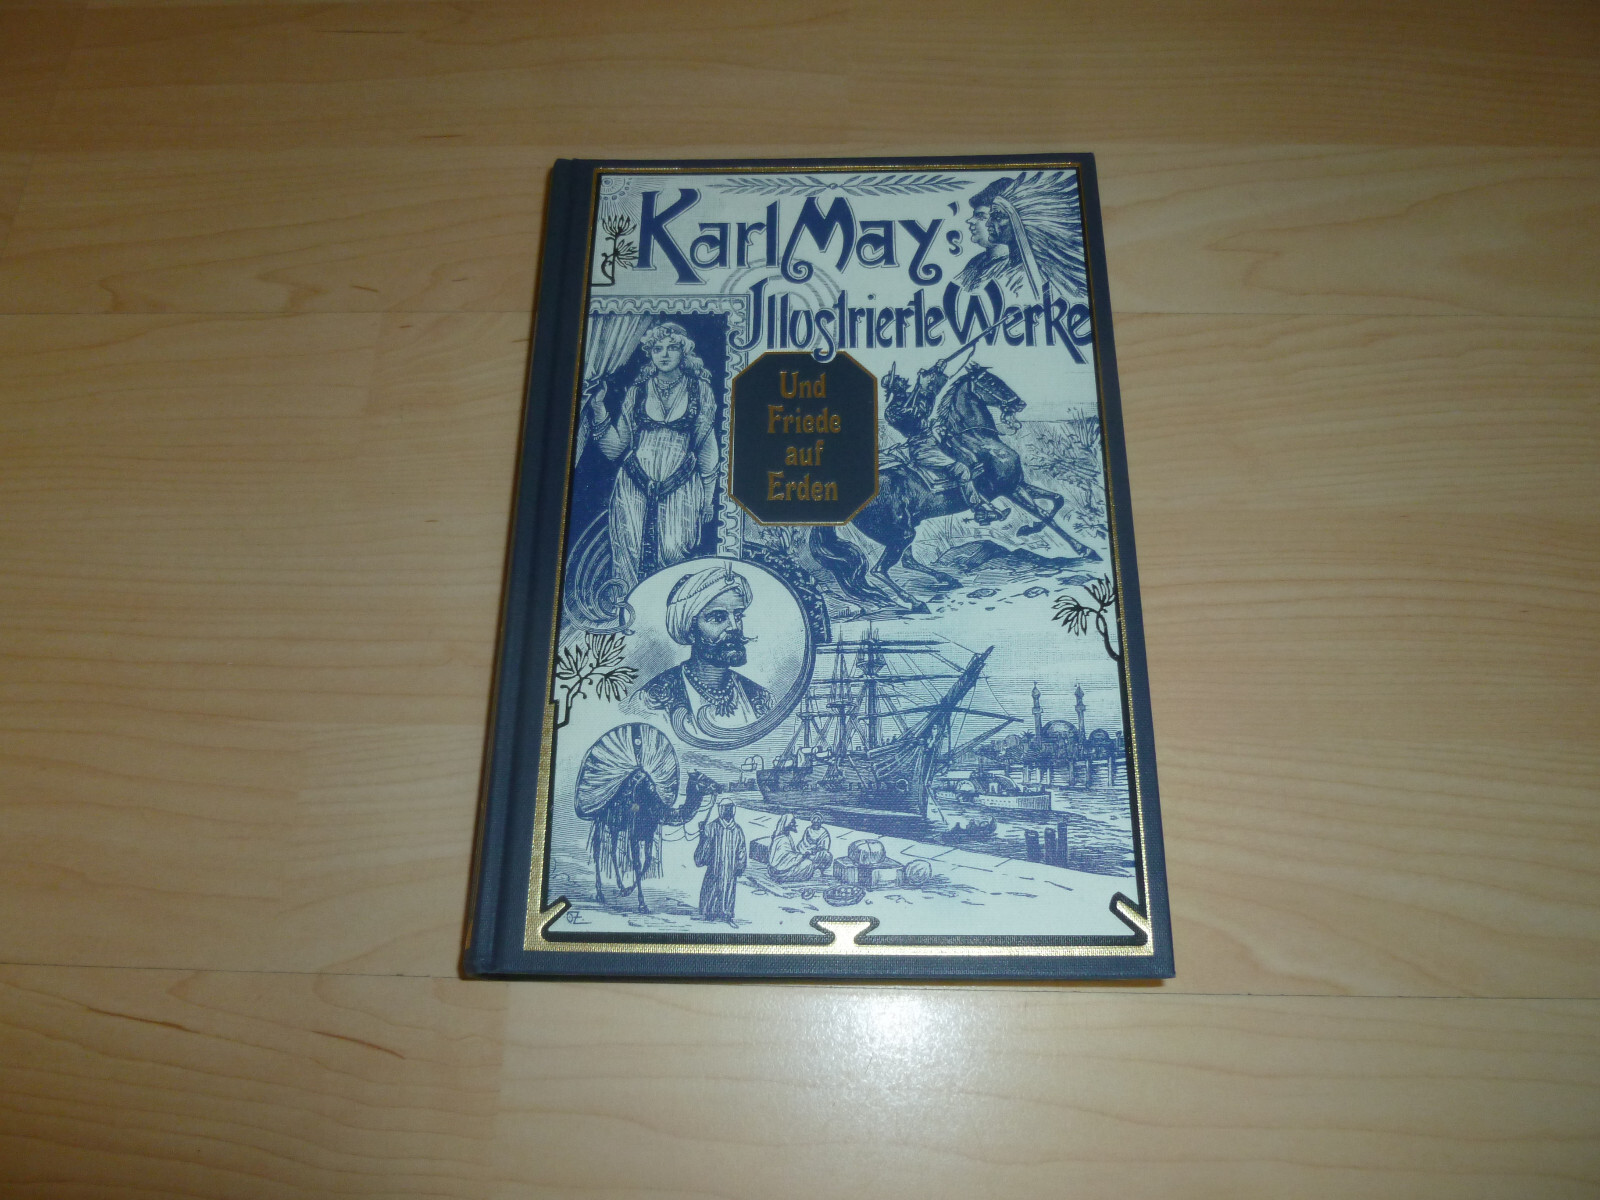 Karl May's
Illustrierte Werke
Und
Friede
auf
Erden